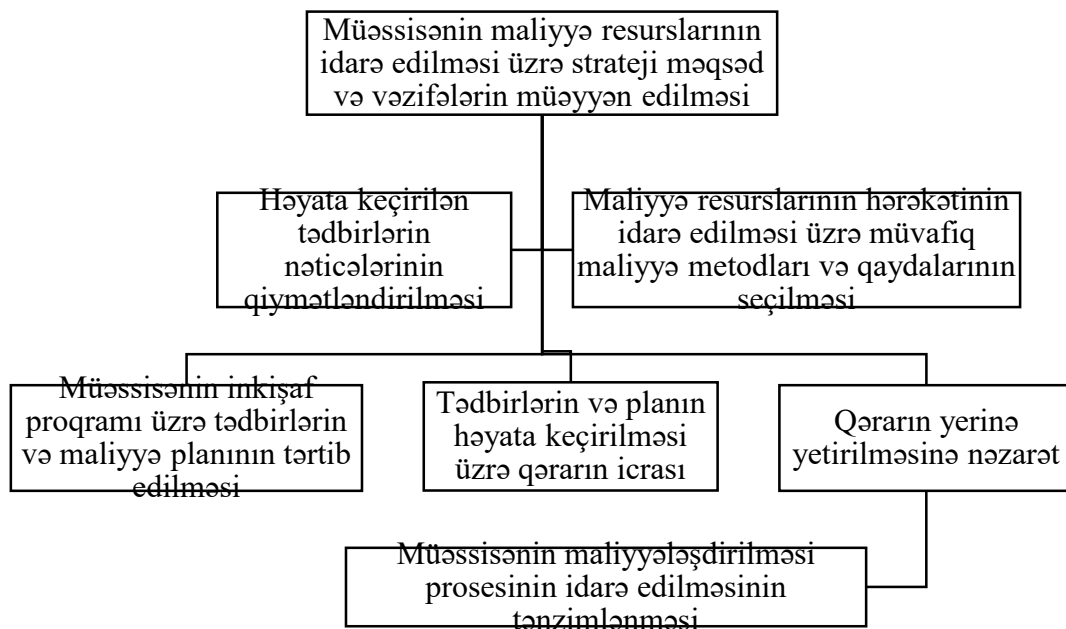 Müəssisənin maliyyə resurslarının
idarə edilməsi üzrə strateji məqsəd
və vəzifələrin müəyyən edilməsi
Həyata keçirilən
tədbirlərin
nəticələrinin
qiymətləndirilməsi
Maliyyə resurslarının hərəkətinin
idarə edilməsi üzrə müvafiq
maliyyə metodları və qaydalarının
seçilməsi
Müəssisənin inkişaf
proqramı üzrə tədbirlərin
və maliyyə planının tərtib
edilməsi
Tədbirlərin və planın
həyata keçirilməsi
üzrə qərarın icrası
Qərarın yerinə
yetirilməsinə nəzarət
Müəssisənin maliyyələşdirilməsi
prosesinin idarə edilməsinin
tənzimlənməsi